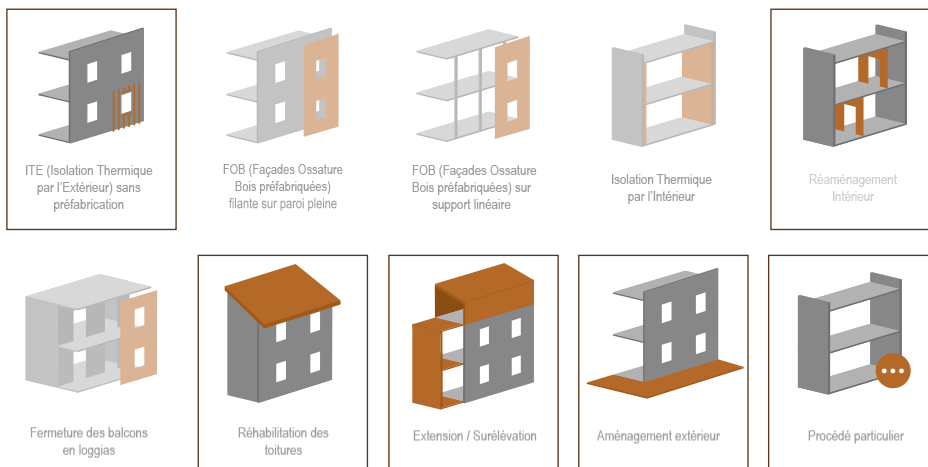 ITE (Isolation Thermique
par l'Extérieur) sans
préfabrication
FOB (Façades Ossature
Bois préfabriquées)
filante sur paroi pleine
FOB (Façades Ossature
Bois préfabriquées) sur
support linéaire
Isolation Thermique
par l'Intérieur
Réaménagement
Intérieur
Fermeture des balcons
en loggias
Réhabilitation des
toitures
Extension / Surélévation
Aménagement extérieur
Procédé particulier